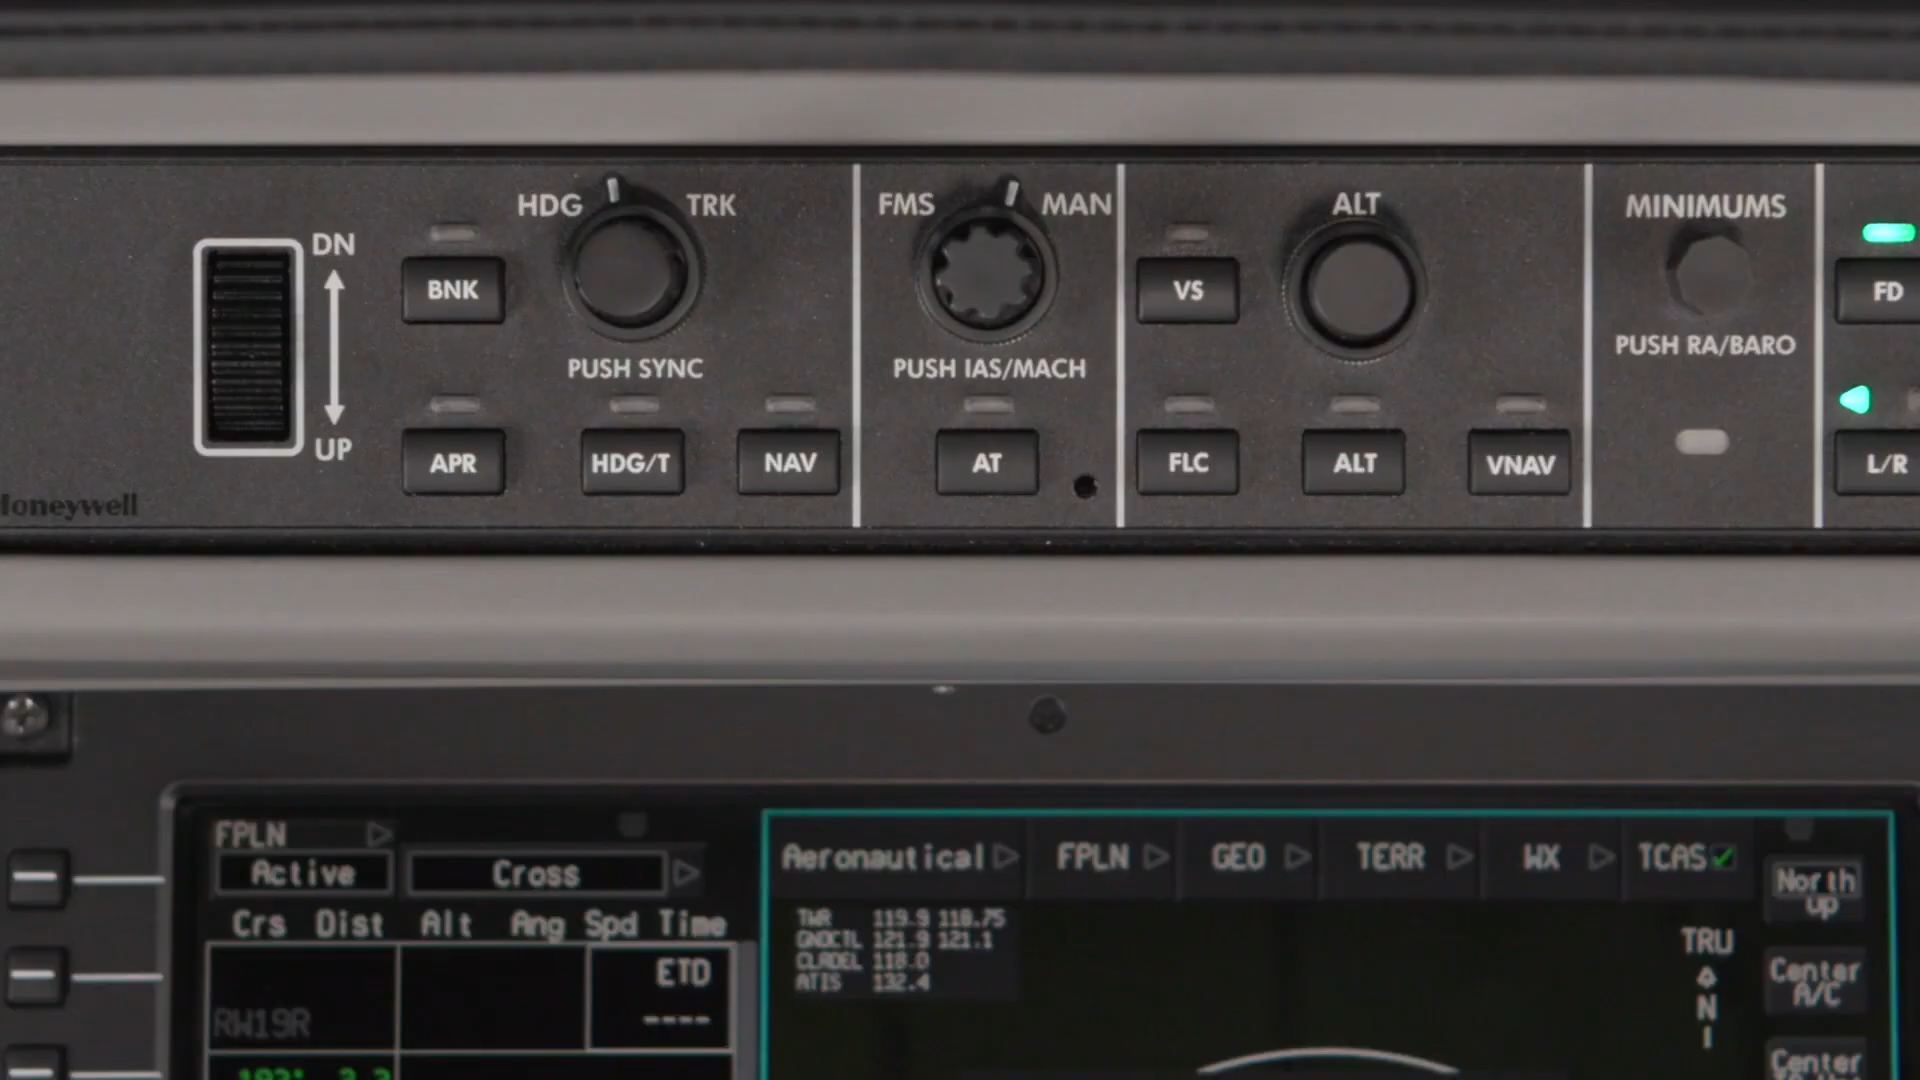 HDG TRK FMS MAN ALT MINIMUMS
DN
BNK VS FD
PUSH RA/BARO
PUSH SYNC PUSH IAS/MACH
UP
APR HDG/T NAV AT FLC ALT VNAV L/R
Honeywell
FPLN
Active Cross
Crs Dist Alt Ang Spd Time
ETD
RW19R ----
Aeronautical FPLN GEO TERR WX TCAS
North
up
TWR 119.9 118.75
GNDCTL 121.9 121.1
CLRDEL 118.0
ATIS 132.4
TRU
N
Center
A/C
Center